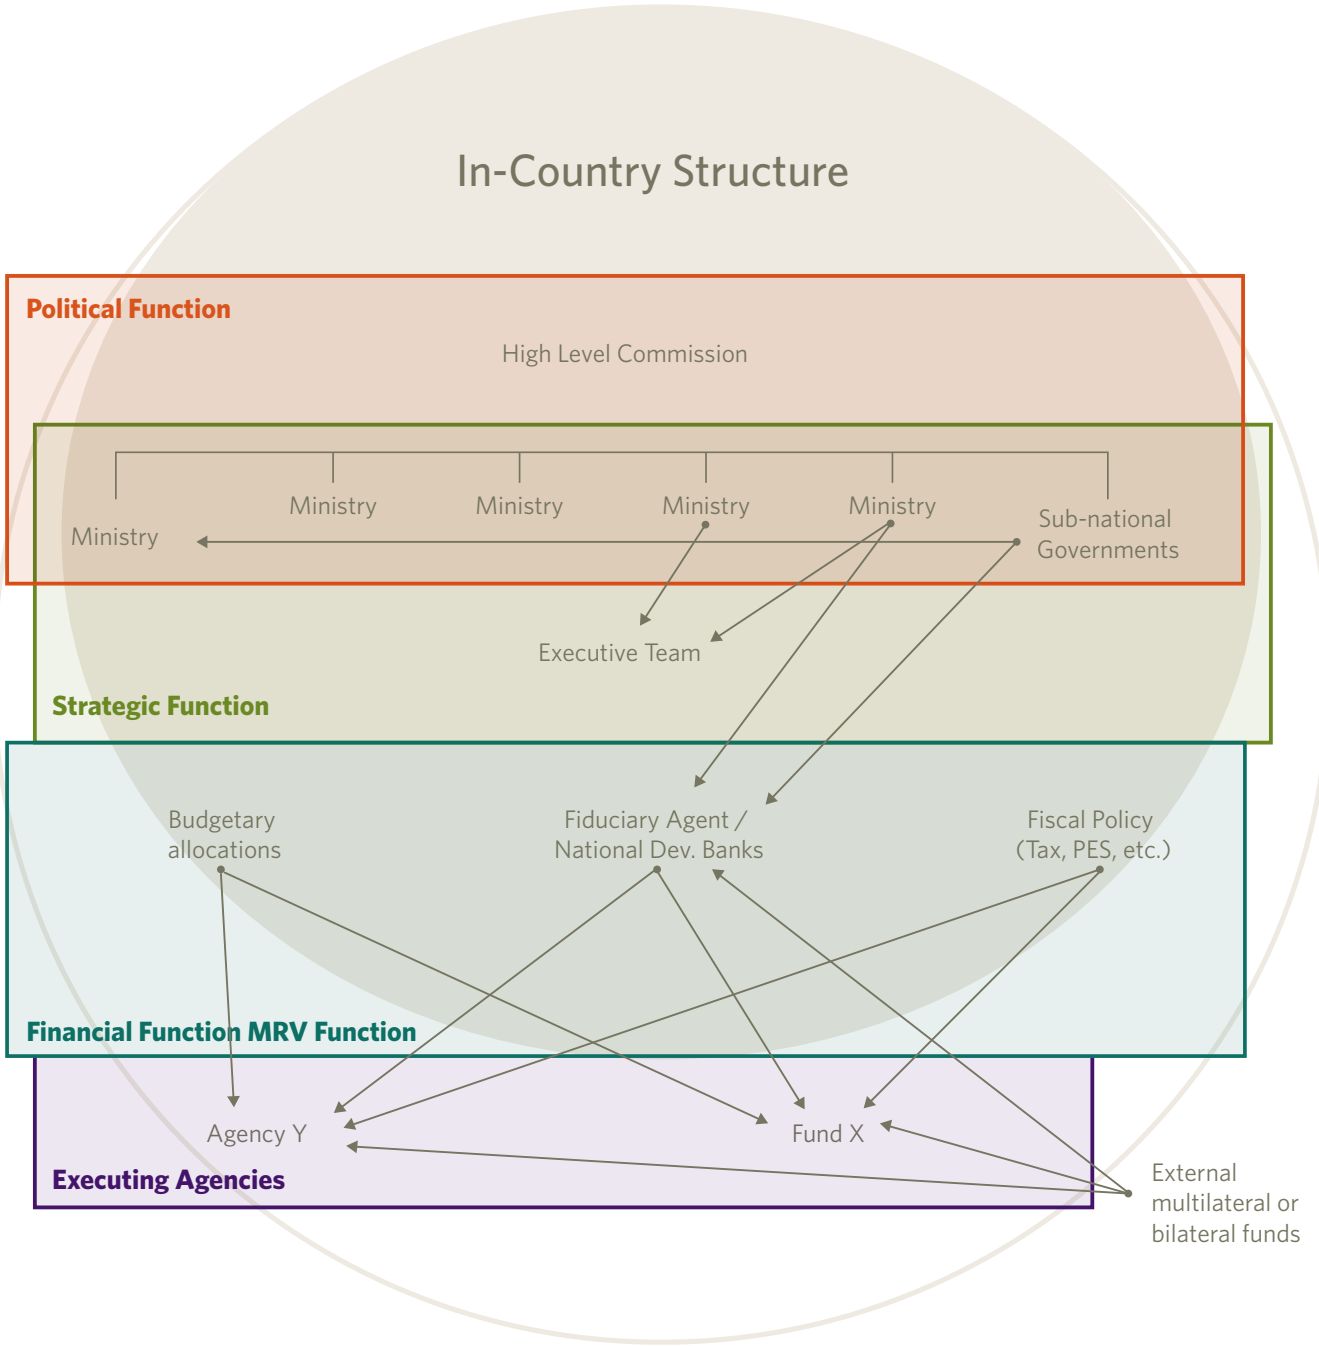 In-Country Structure
Political Function
High Level Commission
Ministry
Ministry
Ministry
Ministry
Ministry
Sub-national
Governments
Executive Team
Strategic Function
Budgetary
allocations
Fiduciary Agent /
National Dev. Banks
Fiscal Policy
(Tax, PES, etc.)
Financial Function MRV Function
Agency Y
Fund X
Executing Agencies
External
multilateral or
bilateral funds